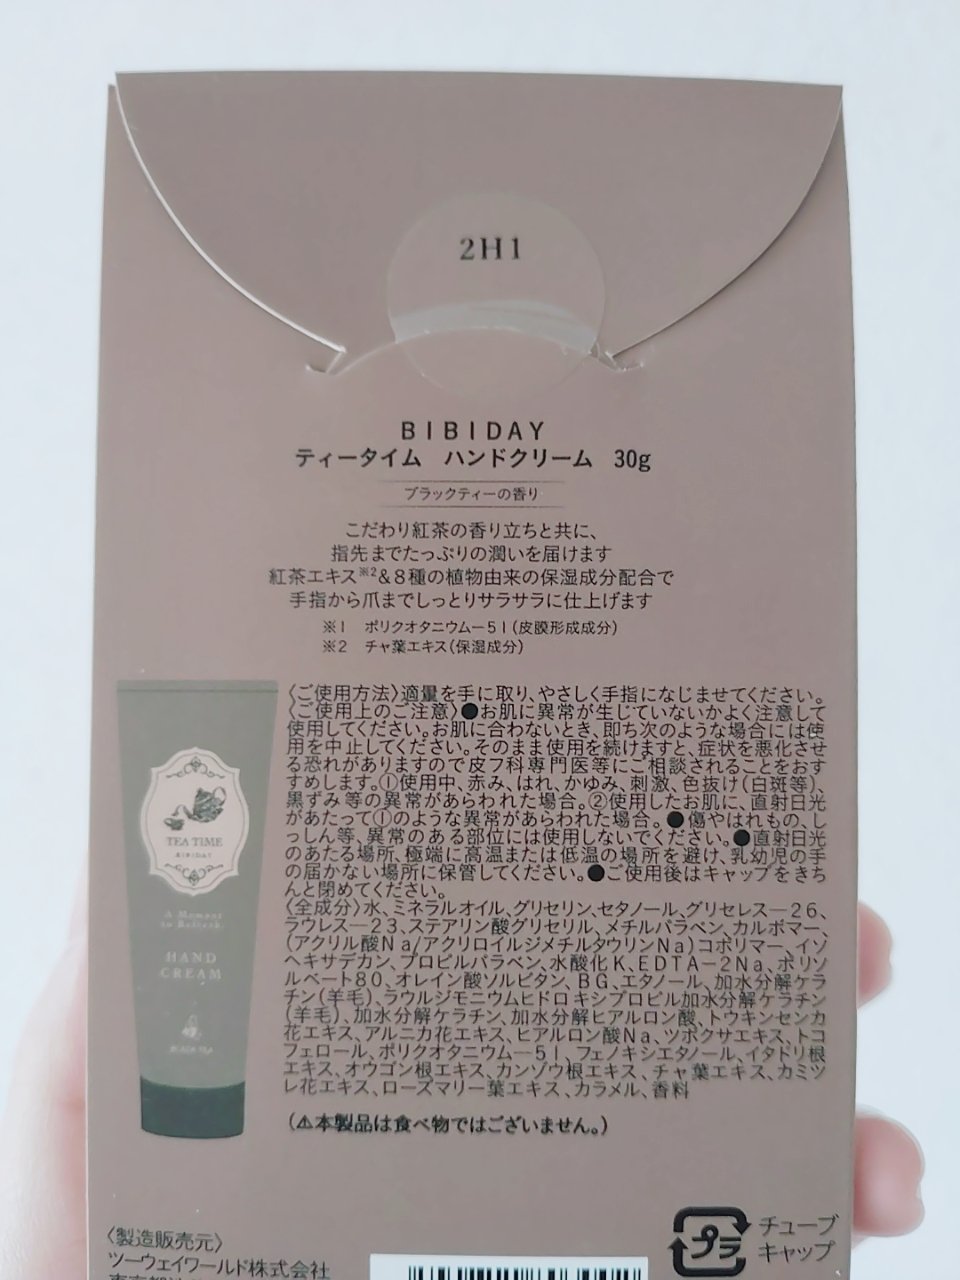 2H1
BIBIDAY
ティータイム　ハンドクリーム　30g
ブラックティーの香り
こだわり紅茶の香り立ちと共に、
指先までたっぷりの潤いを届けます
紅茶エキス※2&8種の植物由来の保湿成分配合で
手指から爪までしっとりサラサラに仕上げます
※1　ポリクオタニウムー51(皮膜形成成分)
※2　チャ葉エキス(保湿成分)
〈ご使用方法〉適量を手に取り、やさしく手指になじませてください。
〈ご使用上のご注意〉●お肌に異常が生じていないかよく注意して
使用してください。お肌に合わないとき、即ち次のような場合には使
用を中止してください。そのまま使用を続けますと、症状を悪化させ
る恐れがありますので皮フ科専門医等にご相談されることをおす
すめします。①使用中、赤み、はれ、かゆみ、刺激、色抜け(白斑等)、
黒ずみ等の異常があらわれた場合。②使用したお肌に、直射日光
があたって①のような異常があらわれた場合。●傷やはれもの、し
っしん等、異常のある部位には使用しないでください。●直射日光
のあたる場所、極端に高温または低温の場所を避け、乳幼児の手
の届かない場所に保管してください。●ご使用後はキャップをきち
んと閉めてください。
〈全成分〉水、ミネラルオイル、グリセリン、セタノール、グリセレスー26、
ラウレスー23、ステアリン酸グリセリル、メチルパラベン、カルボマー、
(アクリル酸Na/アクリロイルジメチルタウリンNa)コポリマー、イソ
ヘキサデカン、プロピルパラベン、水酸化K、EDTAー2Na、ポリソ
ルベート80、オレイン酸ソルビタン、BG、エタノール、加水分解ケラ
チン(羊毛)、ラウルジモニウムヒドロキシプロピル加水分解ケラチン
(羊毛)、加水分解ケラチン、加水分解ヒアルロン酸、トウキンセンカ
花エキス、アルニカ花エキス、ヒアルロン酸Na、ツボクサエキス、トコ
フェロール、ポリクオタニウムー51、フェノキシエタノール、イタドリ根
エキス、オウゴン根エキス、カンゾウ根エキス、チャ葉エキス、カミツ
レ花エキス、ローズマリー葉エキス、カラメル、香料
(⚠本製品は食べ物ではございません。)
TEA TIME
BIBIDAY
A Moment
to Refresh
HAND
CREAM
BLACK TEA
〈製造販売元〉
ツーウェイワールド株式会社
プラ
チューブ
キャップ